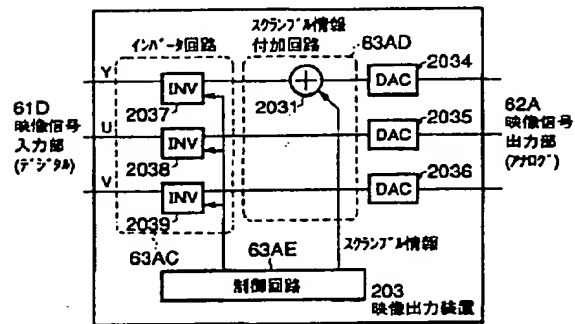 インバータ回路
スクランブル情報
付加回路
63AD
Y
INV
2037
2031
DAC
2034
61D
映像信号
入力部
(デジタル)
U
INV
2038
DAC
2035
62A
映像信号
出力部
(アナログ)
V
INV
2039
DAC
2036
63AC
63AE
スクランブル情報
制御回路
203
映像出力装置